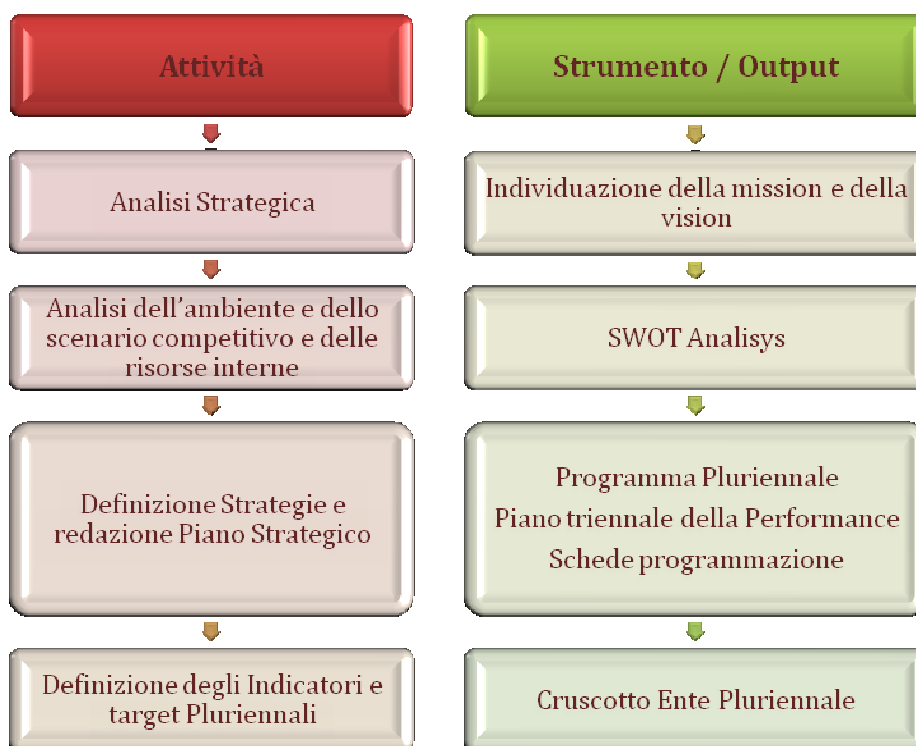 Attività
Strumento / Output
Analisi Strategica
Individuazione della mission e della
vision
Analisi dell'ambiente e dello
scenario competitivo e delle
risorse interne
SWOT Analisys
Definizione Strategie e
redazione Piano Strategico
Programma Pluriennale
Piano triennale della Performance
Schede programmazione
Definizione degli Indicatori e
target Pluriennali
Cruscotto Ente Pluriennale